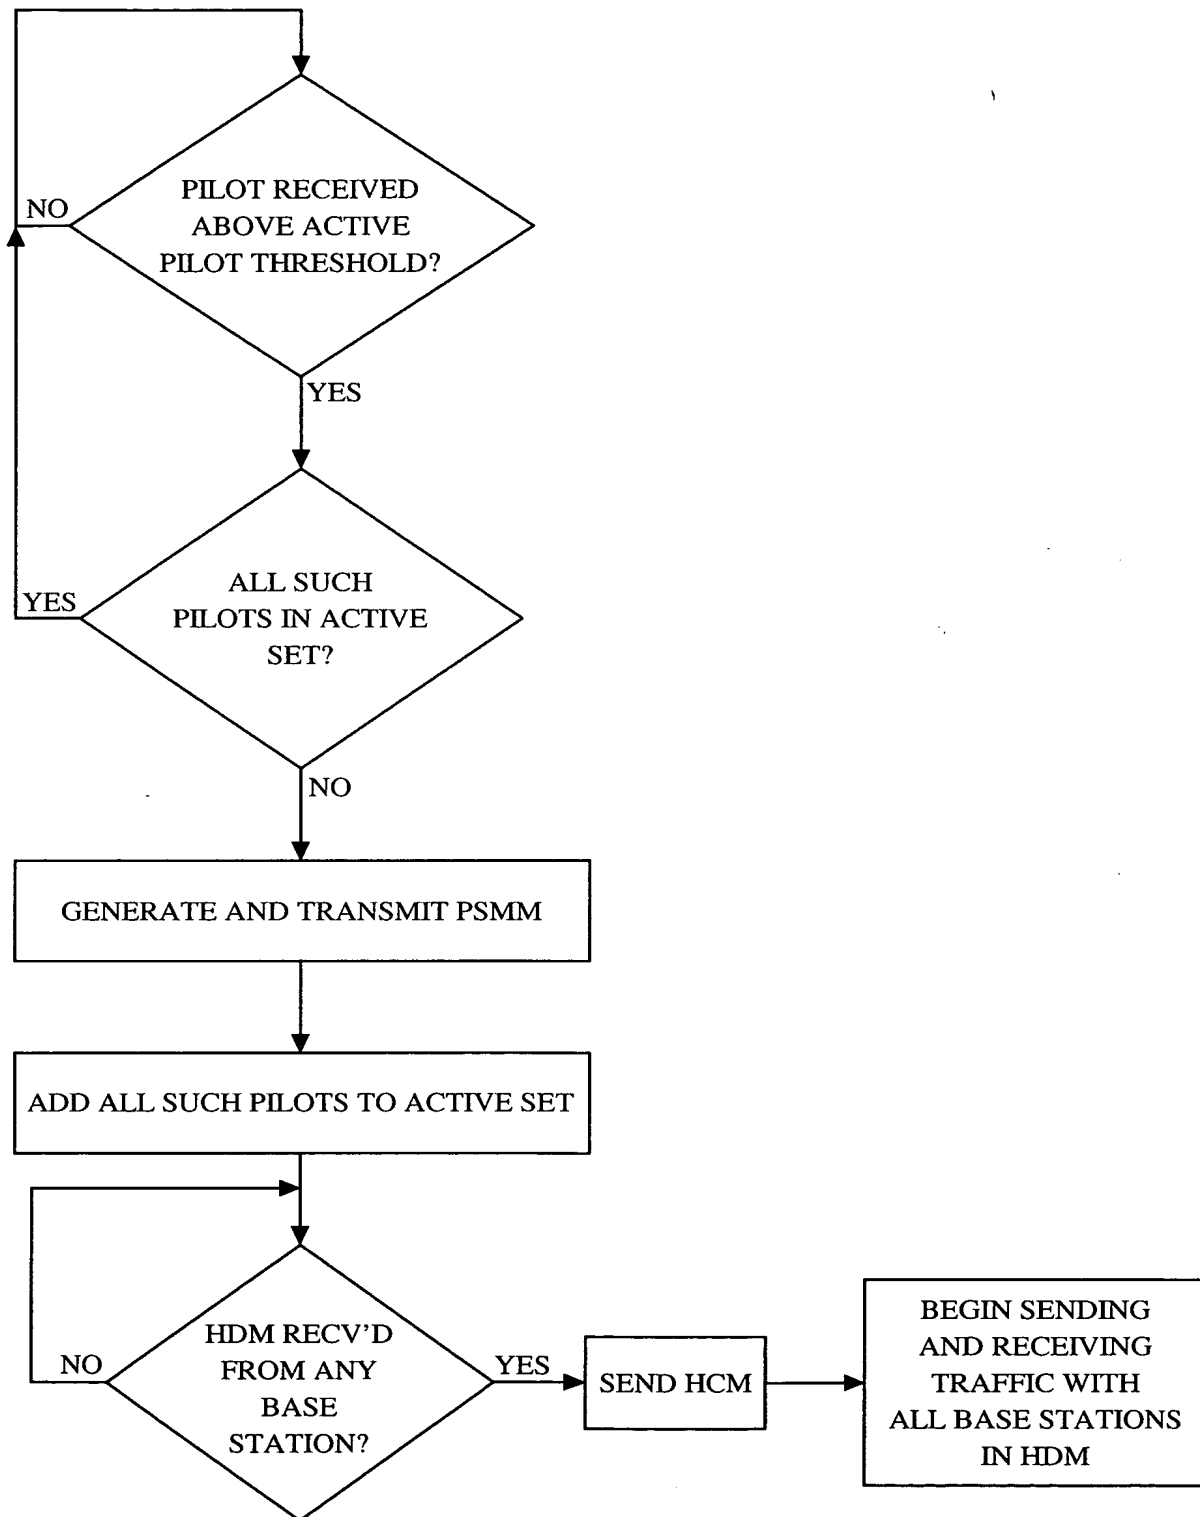 PILOT RECEIVED
ABOVE ACTIVE
PILOT THRESHOLD?
NO
YES
ALL SUCH
PILOTS IN ACTIVE
SET?
YES
NO
GENERATE AND TRANSMIT PSMM
ADD ALL SUCH PILOTS TO ACTIVE SET
HDM RECV'D
FROM ANY
BASE
STATION?
NO
YES
SEND HCM
BEGIN SENDING
AND RECEIVING
TRAFFIC WITH
ALL BASE STATIONS
IN HDM